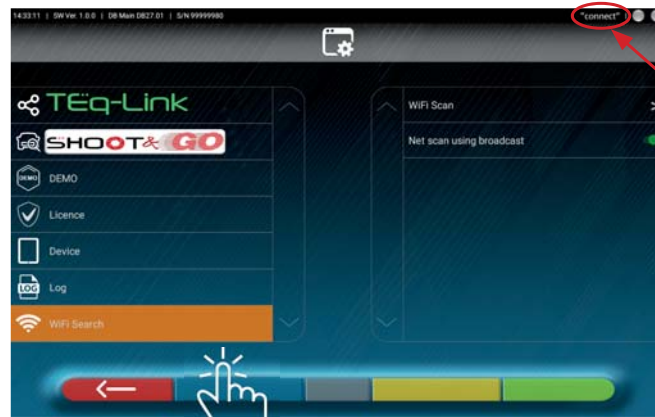 14:33:11 | SW Ver. 1.0.0 | DB Main DB27.01 | S/N 99999980
"connect"
TEq-Link
SHOOT& GO
WiFi Scan
Net scan using broadcast
DEMO
DEMO
Licence
Device
LOG
Log
WiFi Search